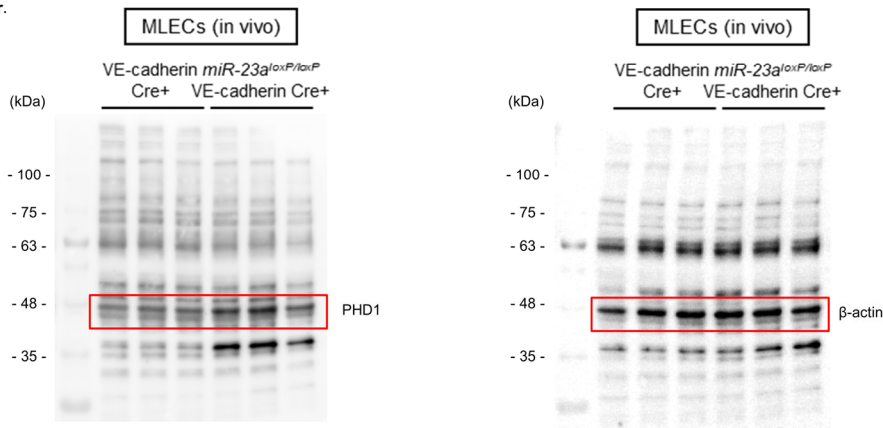 r.
MLECs (in vivo)
VE-cadherin miR-23aloxP/loxP
Cre+ VE-cadherin Cre+
(kDa)
- 100 -
- 75 -
- 63 -
- 48 -
- 35 -
PHD1
MLECs (in vivo)
VE-cadherin miR-23aloxP/loxP
Cre+ VE-cadherin Cre+
(kDa)
- 100 -
- 75 -
- 63 -
- 48 -
- 35 -
β-actin